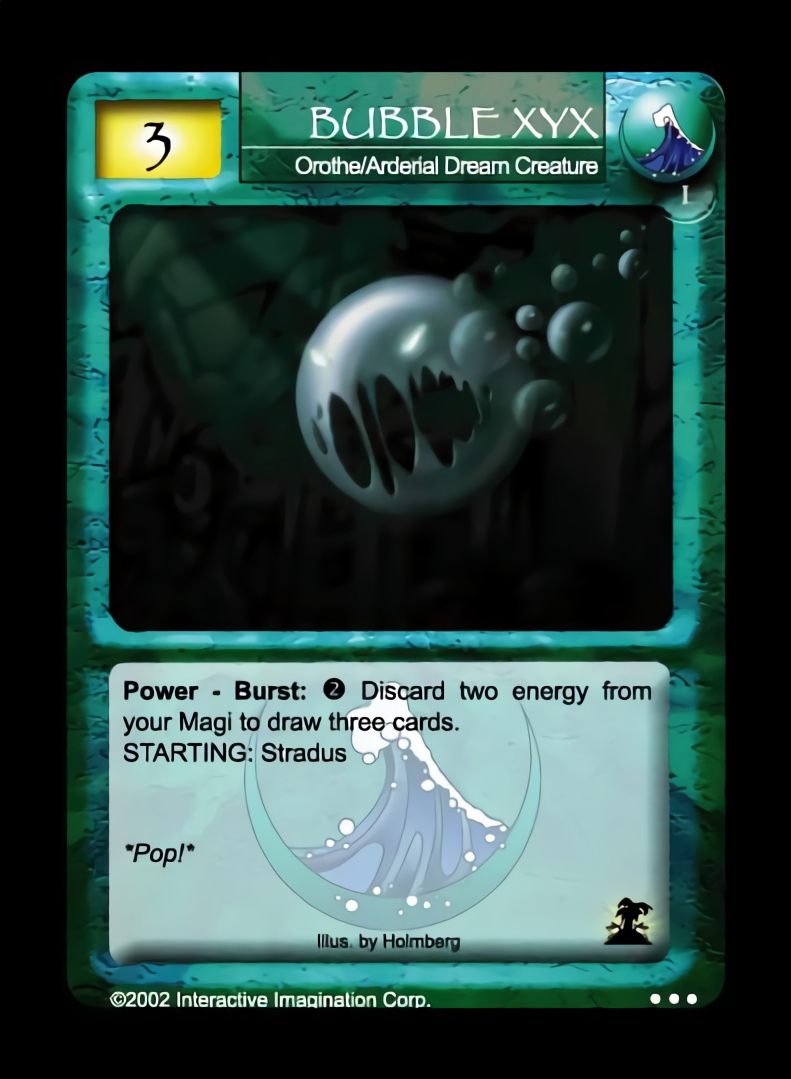 3
BUBBLE XYX
Orothe/Arderial Dream Creature
I
Power - Burst: ❷ Discard two energy from
your Magi to draw three cards.
STARTING: Stradus
*Pop!*
Illus. by Holmberg
©2002 Interactive Imagination Corp.